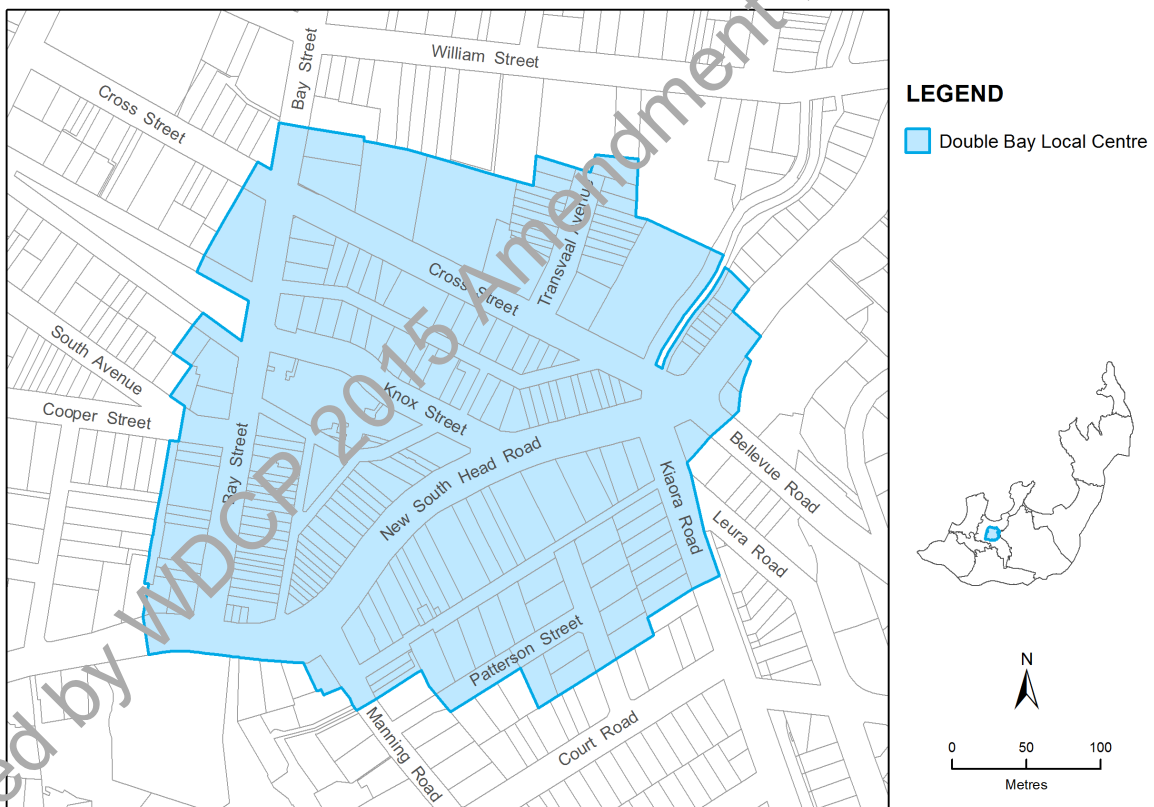 William Street
Bay Street
Cross Street
LEGEND
Double Bay Local Centre
Transvaal Avenue
Cross Street
South Avenue
Knox Street
Cooper Street
Bay Street
New South Head Road
Bellevue Road
Kiaora Road
Leura Road
Patterson Street
Manning Road
Court Road
ed by WDCP 2015 Amendment
N
0 50 100
Metres